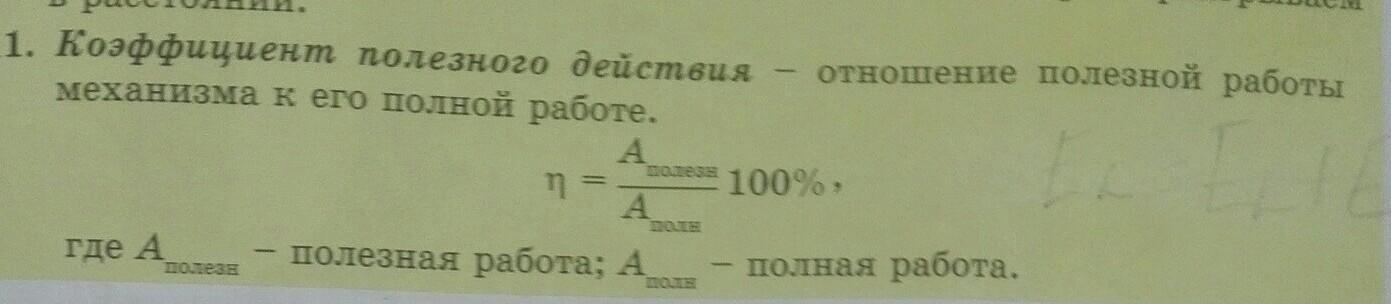 в расстоянии.
1. Коэффициент полезного действия – отношение полезной работы
механизма к его полной работе.
η = Aполезн / Aполн 100%,
где Aполезн – полезная работа; Aполн – полная работа.